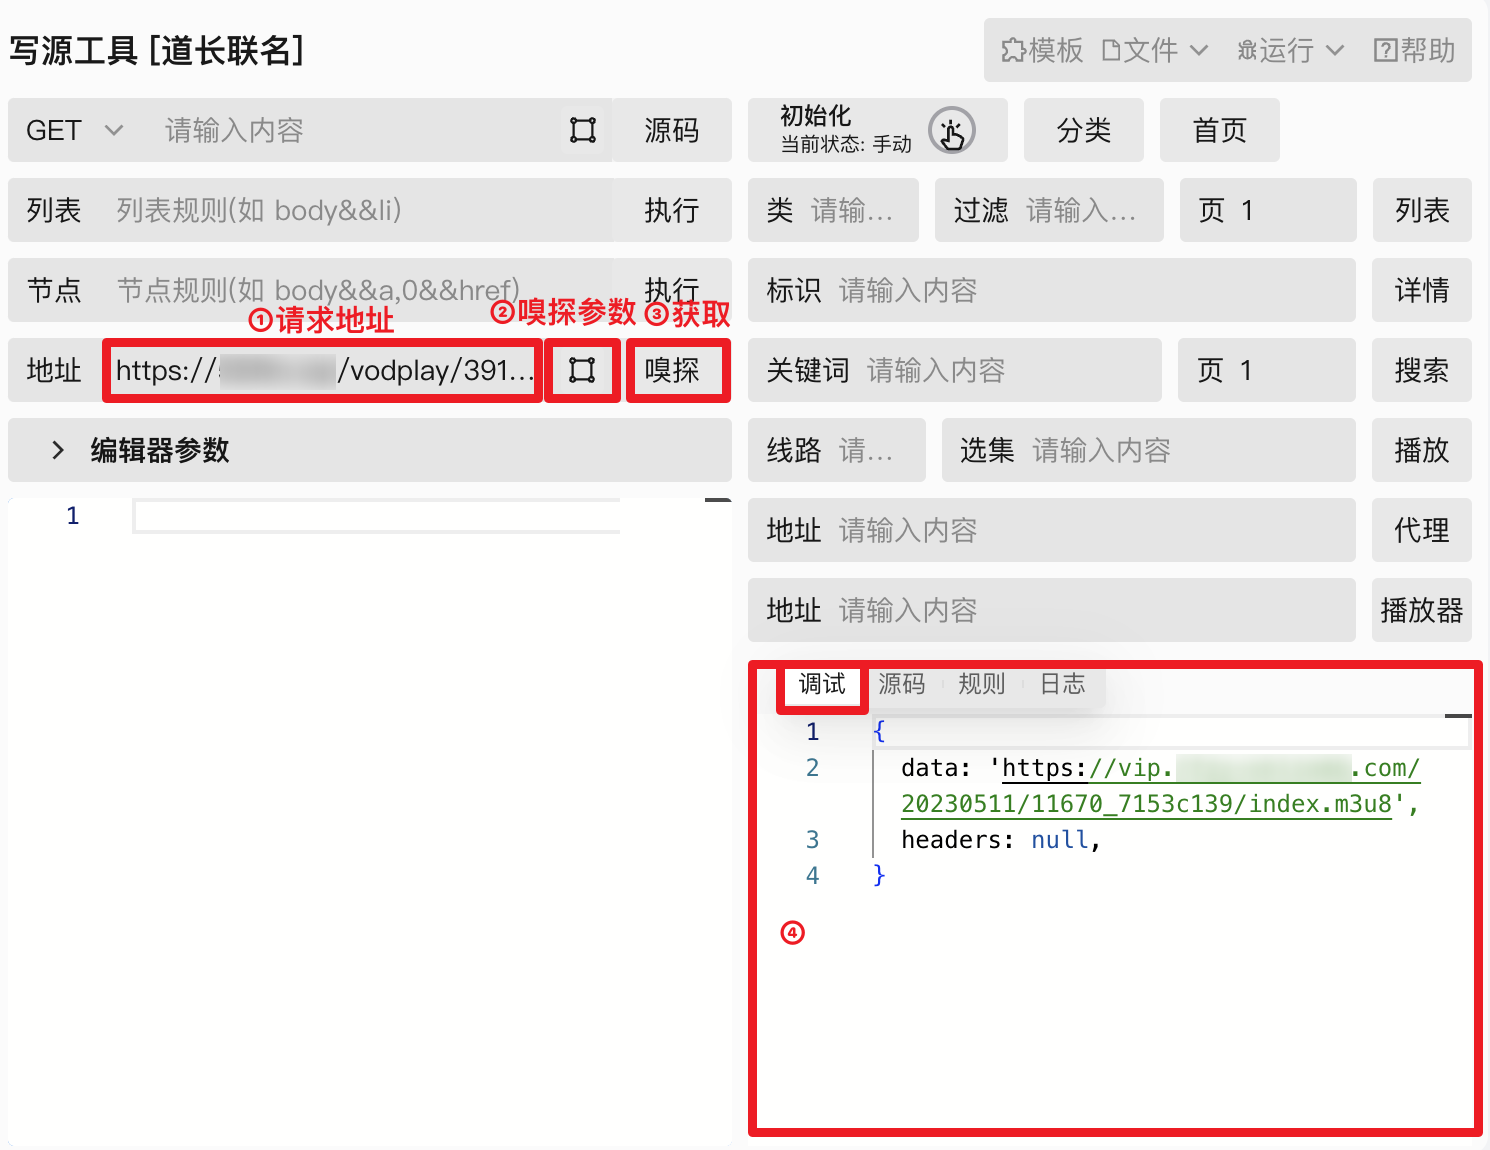 写源工具 [道长联名]
模板 文件 运行 帮助
GET 请输入内容 源码
初始化
当前状态: 手动
分类 首页
列表 列表规则(如 body&&li) 执行
类 请输... 过滤 请输入... 页 1 列表
节点 节点规则(如 body&&a,0&&href) 执行
标识 请输入内容 详情
①请求地址 ②嗅探参数 ③获取
地址 https:// /vodplay/391... 嗅探
关键词 请输入内容 页 1 搜索
编辑器参数
线路 请... 选集 请输入内容 播放
1
地址 请输入内容 代理
地址 请输入内容 播放器
调试 源码 规则 日志
1 {
2 data: 'https://vip. .com/
20230511/11670_7153c139/index.m3u8',
3 headers: null,
4 }
④